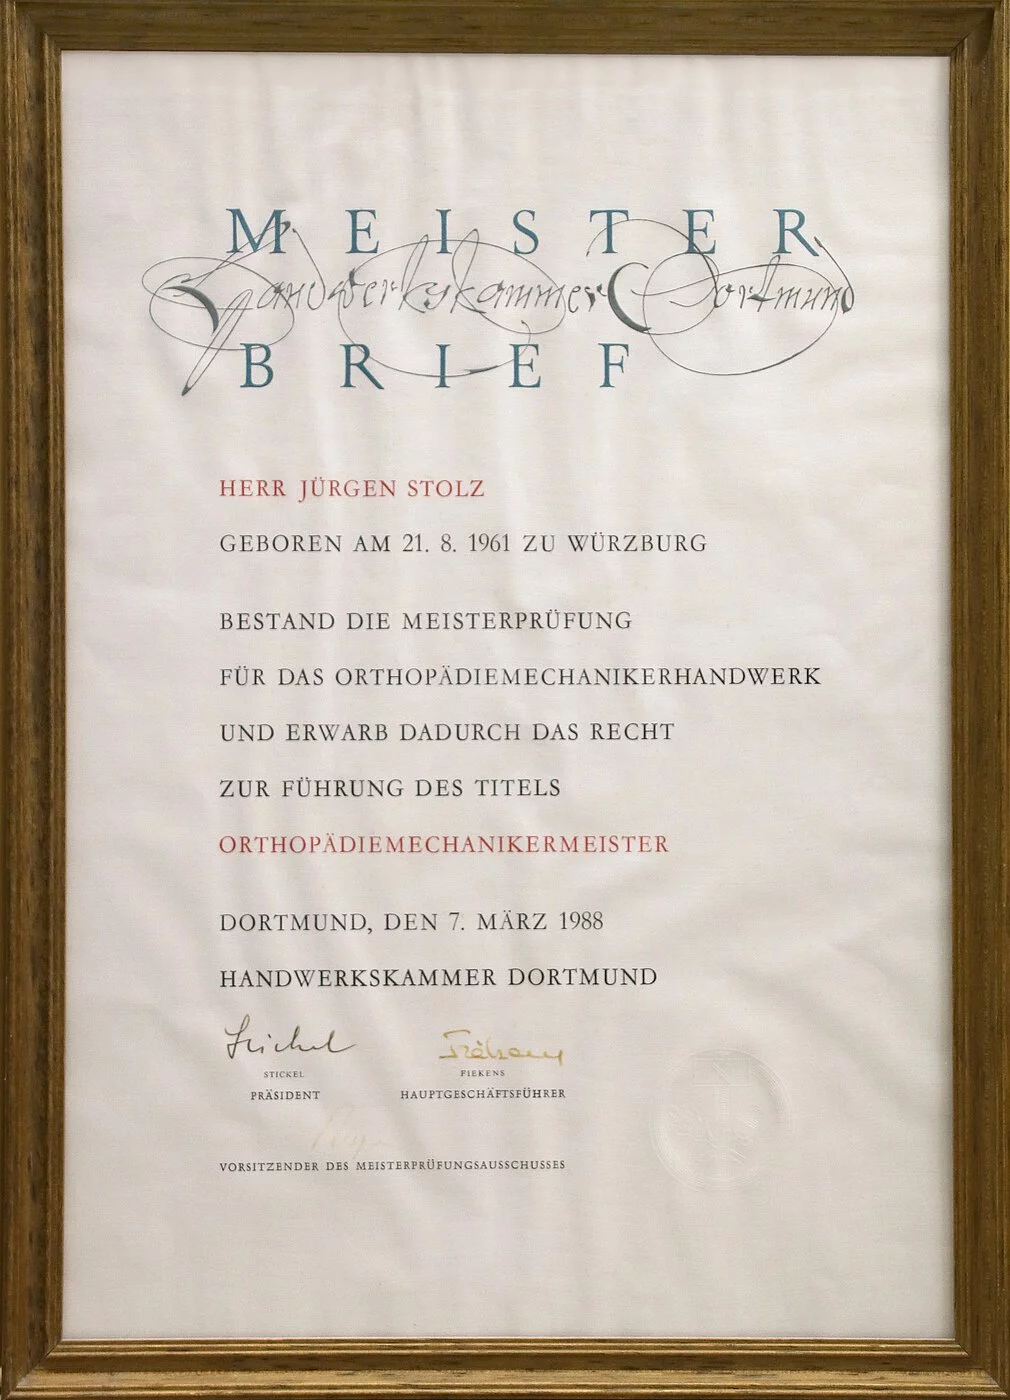 MEISTER
Handwerkskammer Dortmund
BRIEF
HERR JÜRGEN STOLZ
GEBOREN AM 21. 8. 1961 ZU WÜRZBURG
BESTAND DIE MEISTERPRÜFUNG
FÜR DAS ORTHOPÄDIEMECHANIKERHANDWERK
UND ERWARB DADURCH DAS RECHT
ZUR FÜHRUNG DES TITELS
ORTHOPÄDIEMECHANIKERMEISTER
DORTMUND, DEN 7. MÄRZ 1988
HANDWERKSKAMMER DORTMUND
Stickel
STICKEL FIEKENS
PRÄSIDENT HAUPTGESCHÄFTSFÜHRER
VORSITZENDER DES MEISTERPRÜFUNGSAUSSCHUSSES